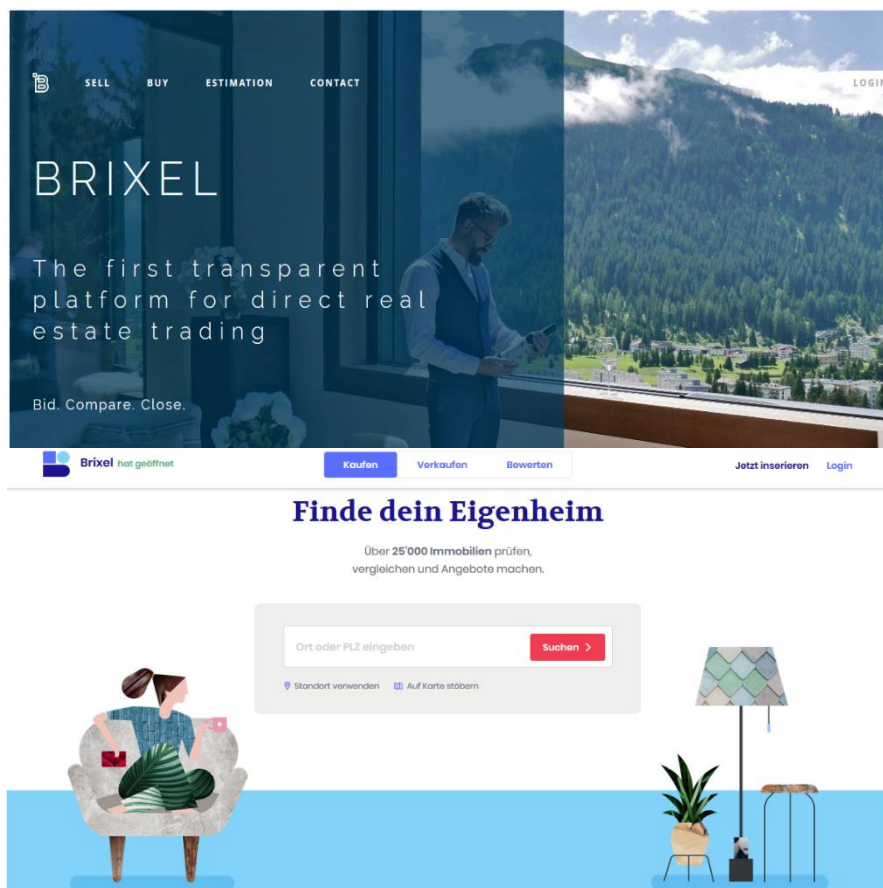 B
SELL BUY ESTIMATION CONTACT
LOGIN
BRIXEL
The first transparent
platform for direct real
estate trading
Bid. Compare. Close.
Brixel hat geöffnet
Kaufen Verkaufen Bewerten
Jetzt inserieren Login
Finde dein Eigenheim
Über 25'000 Immobilien prüfen,
vergleichen und Angebote machen.
Ort oder PLZ eingeben
Suchen >
Standort verwenden Auf Karte stöbern